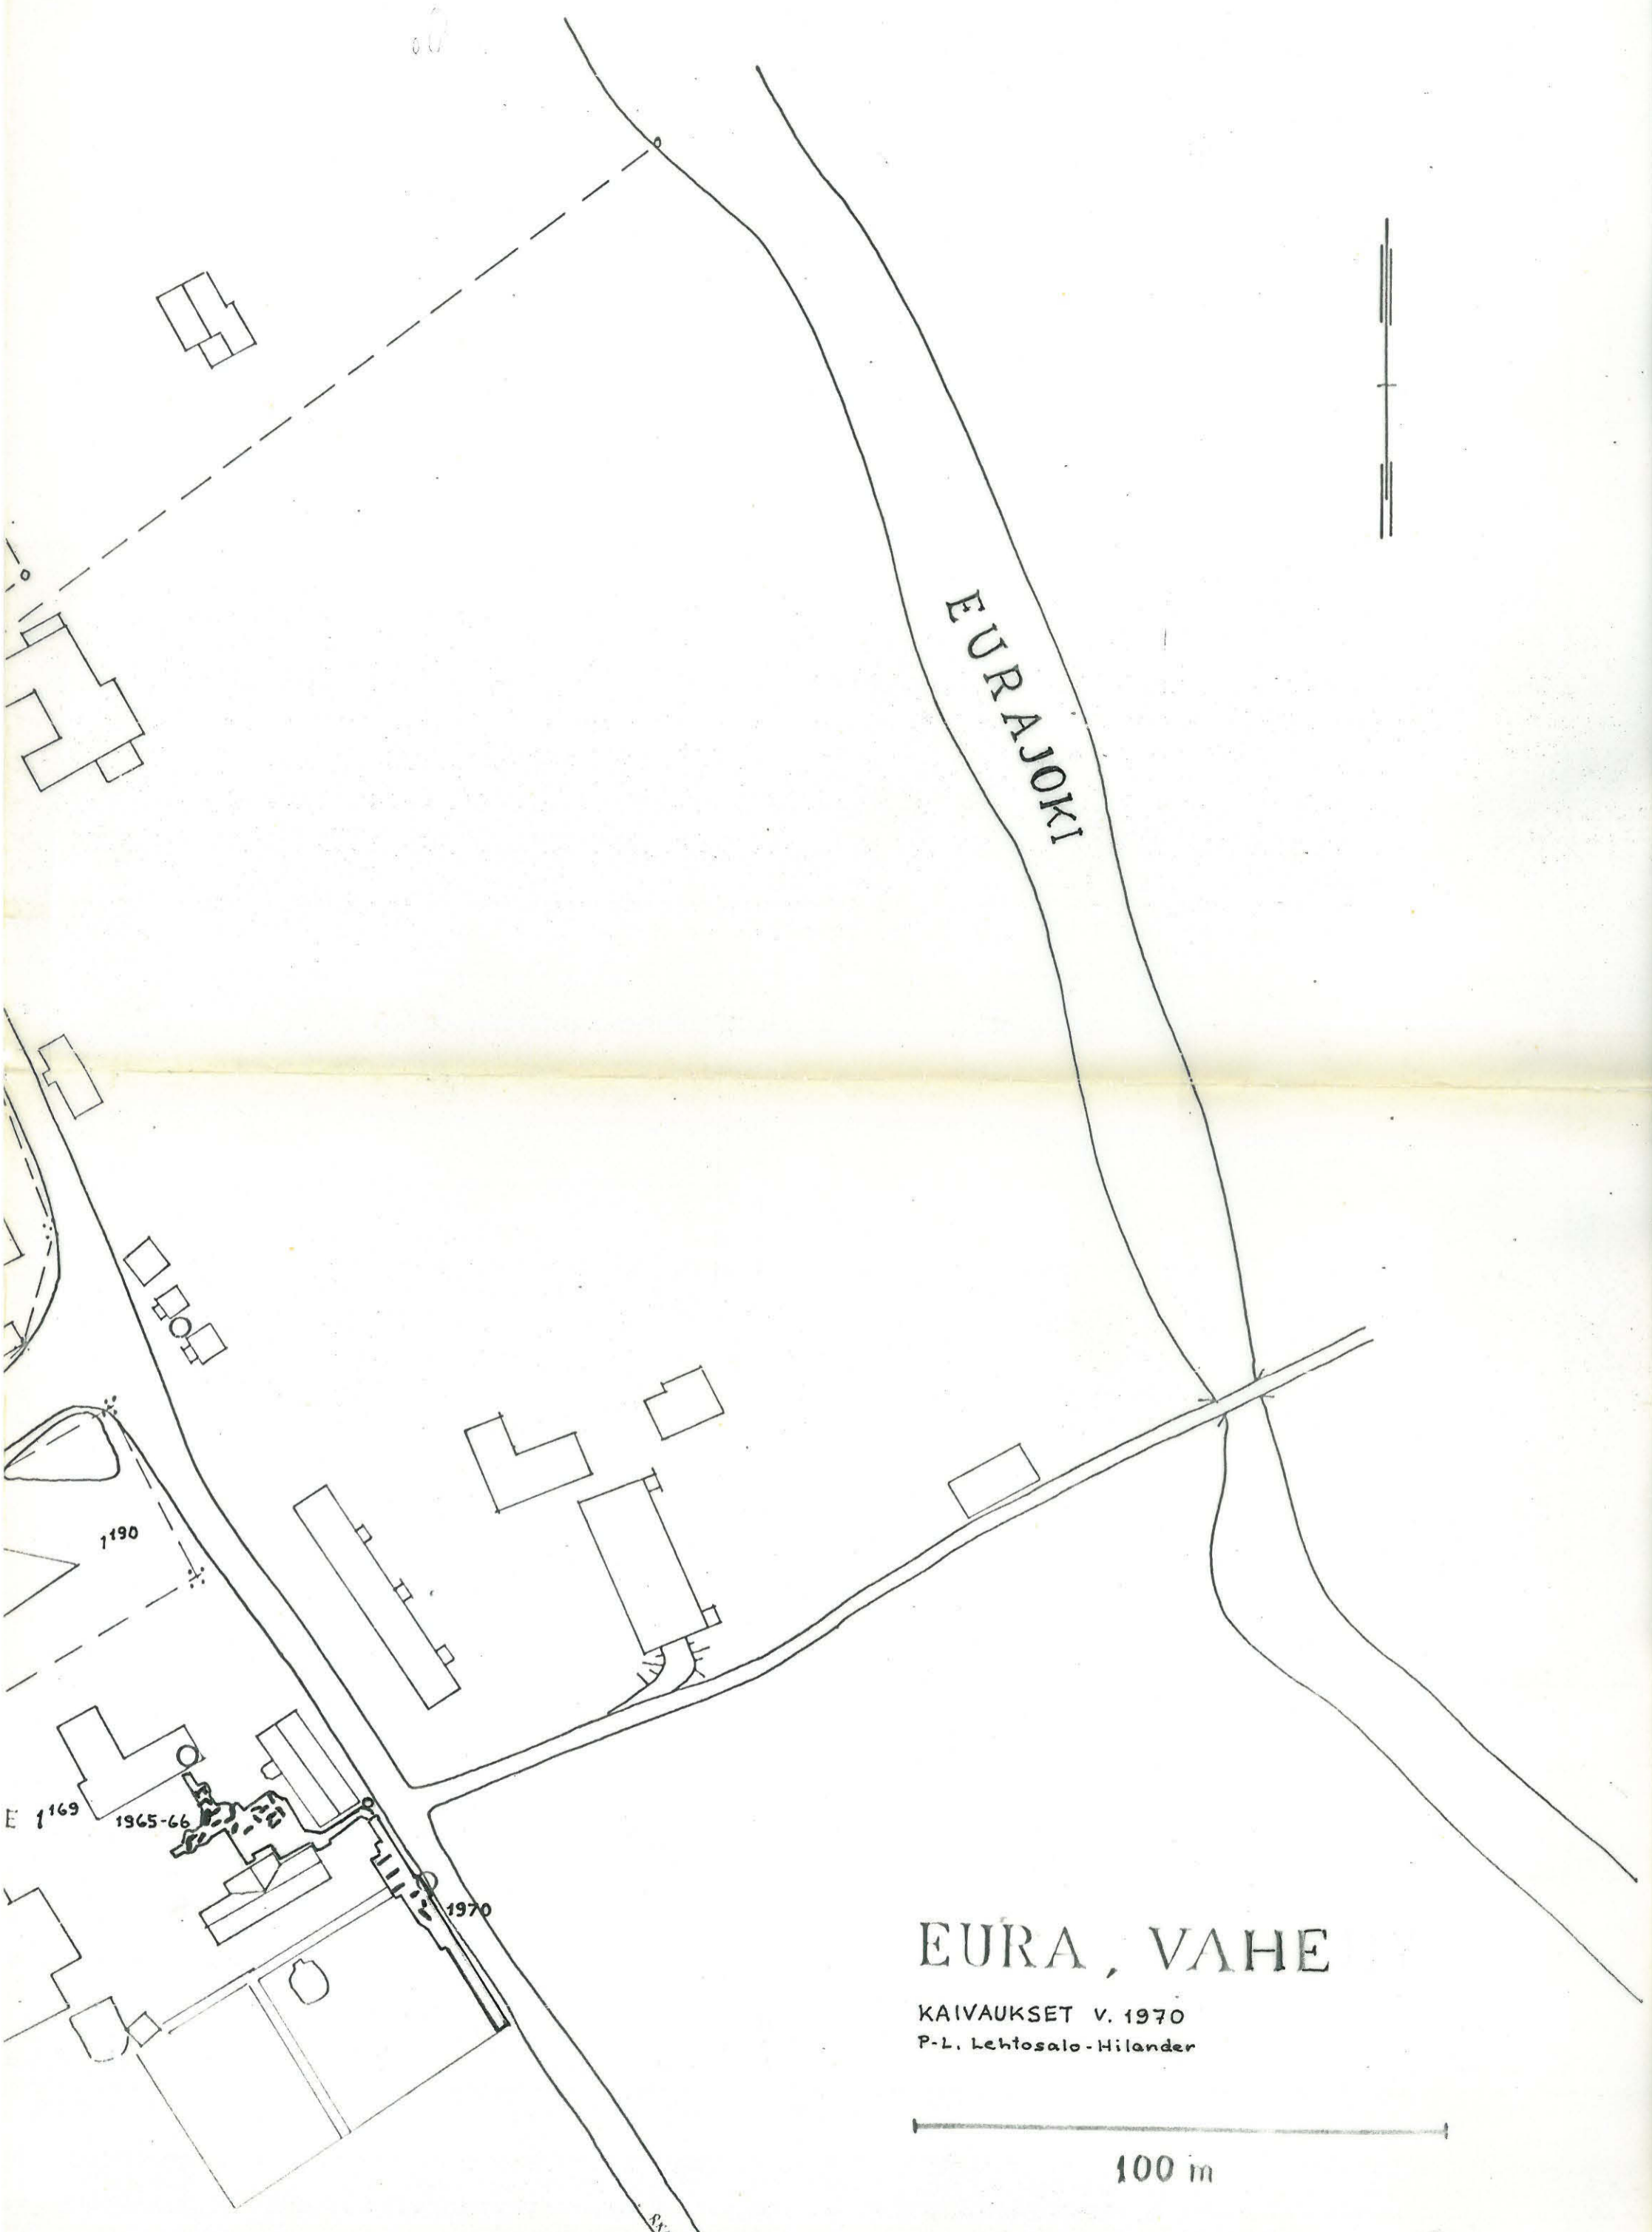 EURAJOKI
1190
E 1169
1965-66
1970
EURA, VAHE
KAIVAUKSET V. 1970
P-L. Lehtosalo-Hilander
100 m